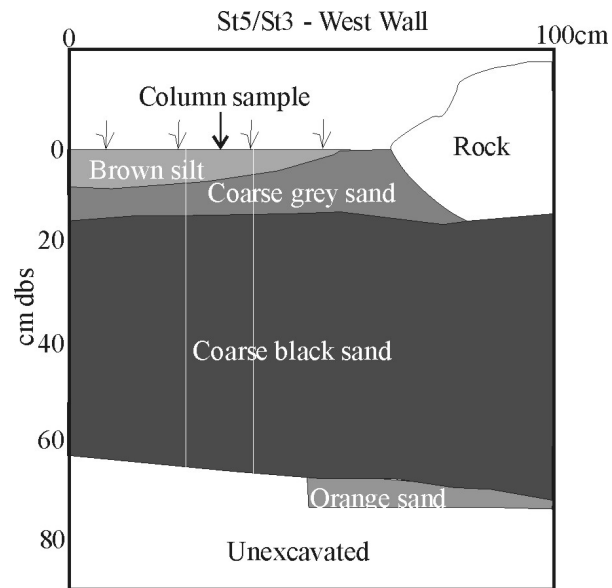 St5/St3 - West Wall
0
100cm
Column sample
0
Rock
Brown silt
Coarse grey sand
20
cm dbs
Coarse black sand
40
60
Orange sand
80
Unexcavated